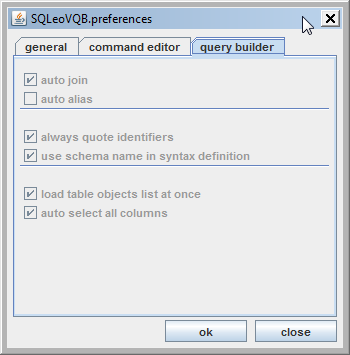 SQLeoVQB.preferences
general command editor query builder
auto join
auto alias
always quote identifiers
use schema name in syntax definition
load table objects list at once
auto select all columns
ok close